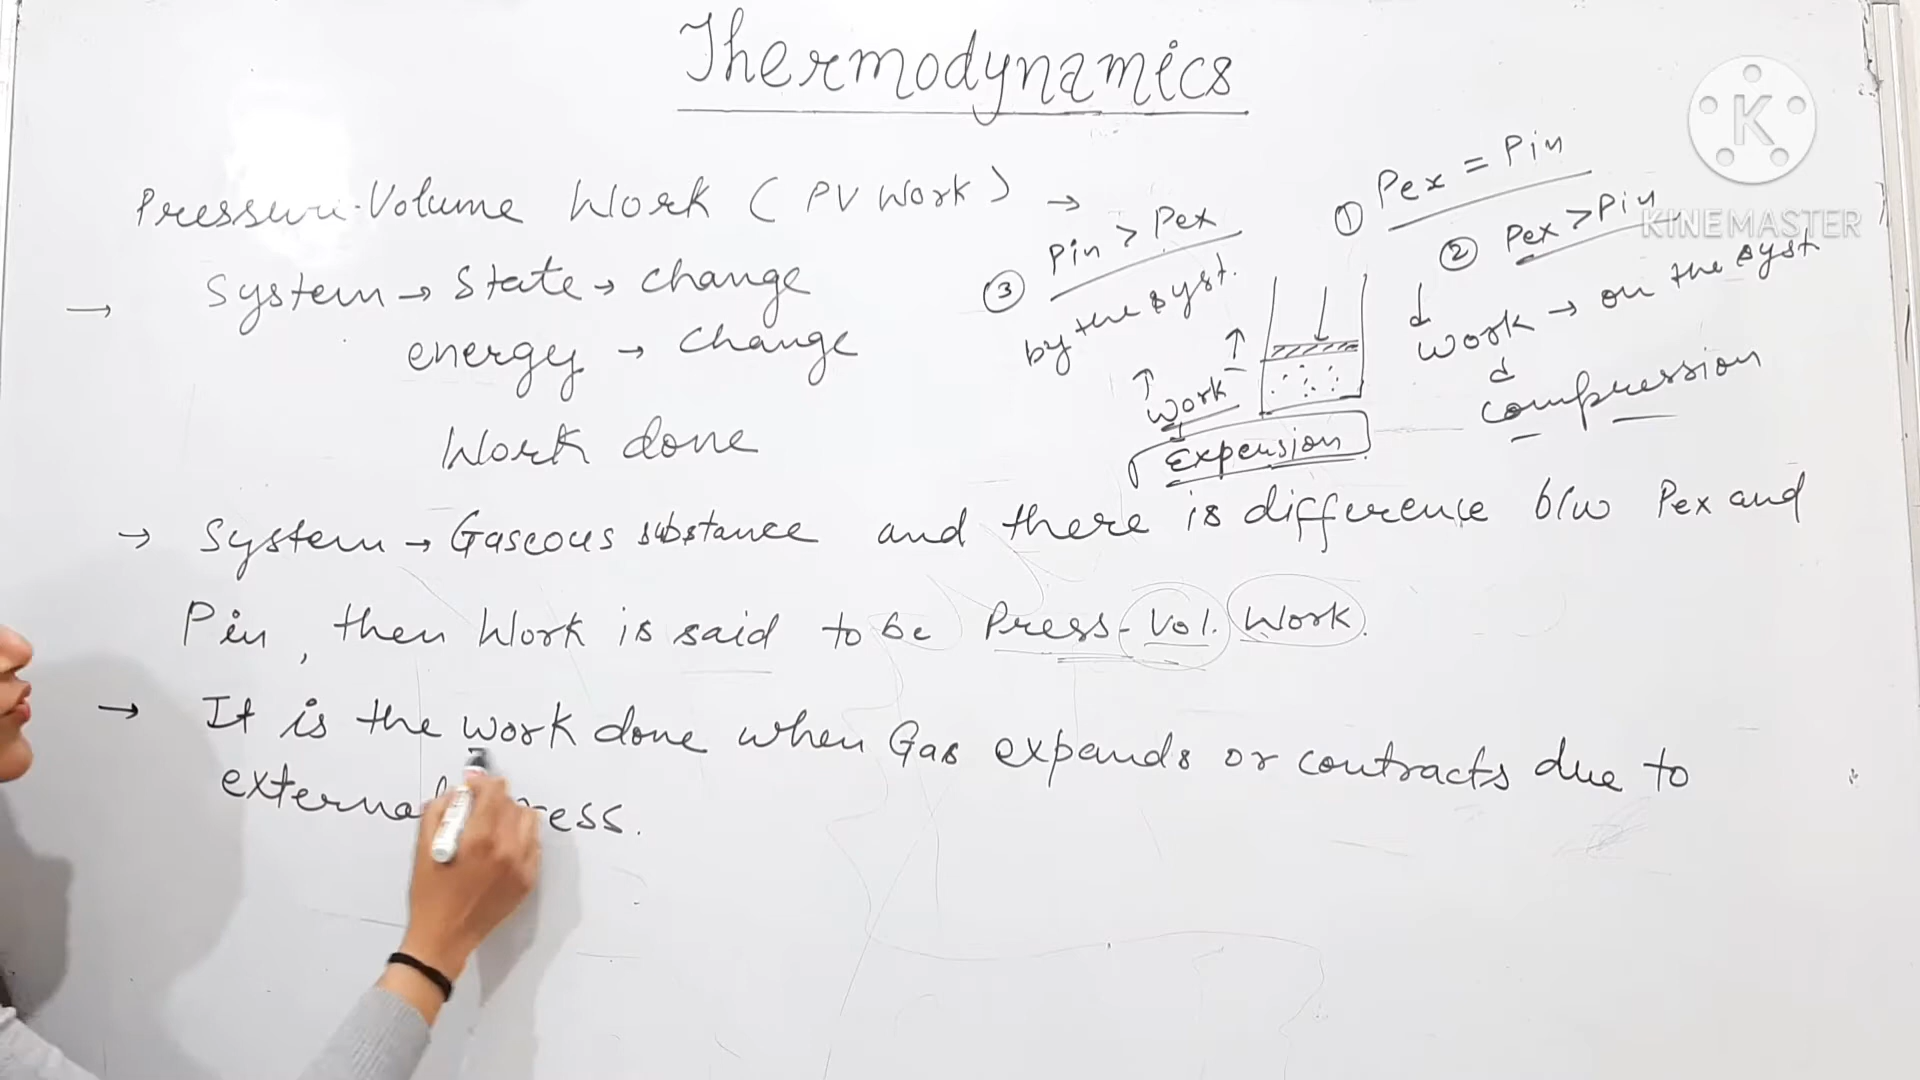 Thermodynamics
Pressure-Volume Work (PV Work) →
→ System → State → change
energy → change
Work done
① Pex = Pin
② Pex > Pin
↓
Work → on the syst
↓
compression
③ Pin > Pex
by the syst.
↑ ↑
Work
↓
Expension
→ System → Gaseous substance and there is difference b/w Pex and
Pin, then Work is said to be Press-Vol. Work.
→ It is the work done when Gas expands or contracts due to
external ress.
K
KINEMASTER